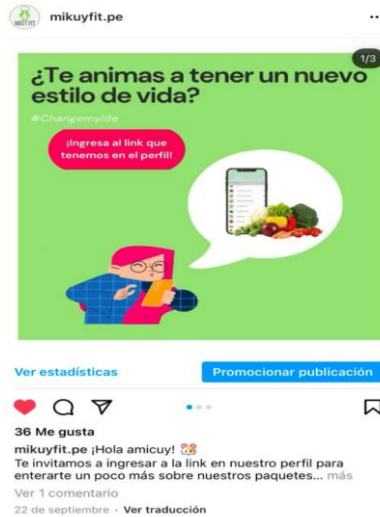 mikuyfit.pe
1/3
¿Te animas a tener un nuevo
estilo de vida?
#Changemylife
¡Ingresa al link que
tenemos en el perfil!
Ver estadísticas
Promocionar publicación
36 Me gusta
mikuyfit.pe ¡Hola amicuy!
Te invitamos a ingresar a la link en nuestro perfil para
enterarte un poco más sobre nuestros paquetes... más
Ver 1 comentario
22 de septiembre · Ver traducción